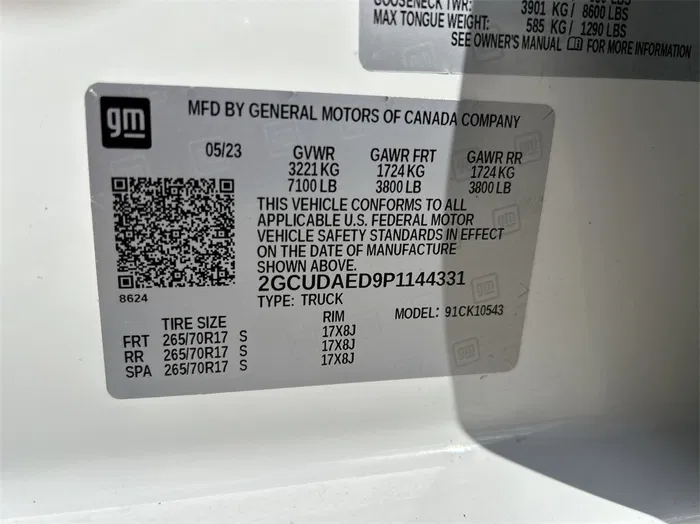 GOOSENECK TWR: 3901 KG / 8600 LBS
MAX TONGUE WEIGHT: 585 KG / 1290 LBS
SEE OWNER'S MANUAL FOR MORE INFORMATION
gm
MFD BY GENERAL MOTORS OF CANADA COMPANY
05/23 GVWR GAWR FRT GAWR RR
3221 KG 1724 KG 1724 KG
7100 LB 3800 LB 3800 LB
THIS VEHICLE CONFORMS TO ALL
APPLICABLE U.S. FEDERAL MOTOR
VEHICLE SAFETY STANDARDS IN EFFECT
ON THE DATE OF MANUFACTURE
SHOWN ABOVE.
8624
2GCUDAED9P1144331
TYPE: TRUCK MODEL: 91CK10543
TIRE SIZE RIM
FRT 265/70R17 S 17X8J
RR 265/70R17 S 17X8J
SPA 265/70R17 S 17X8J